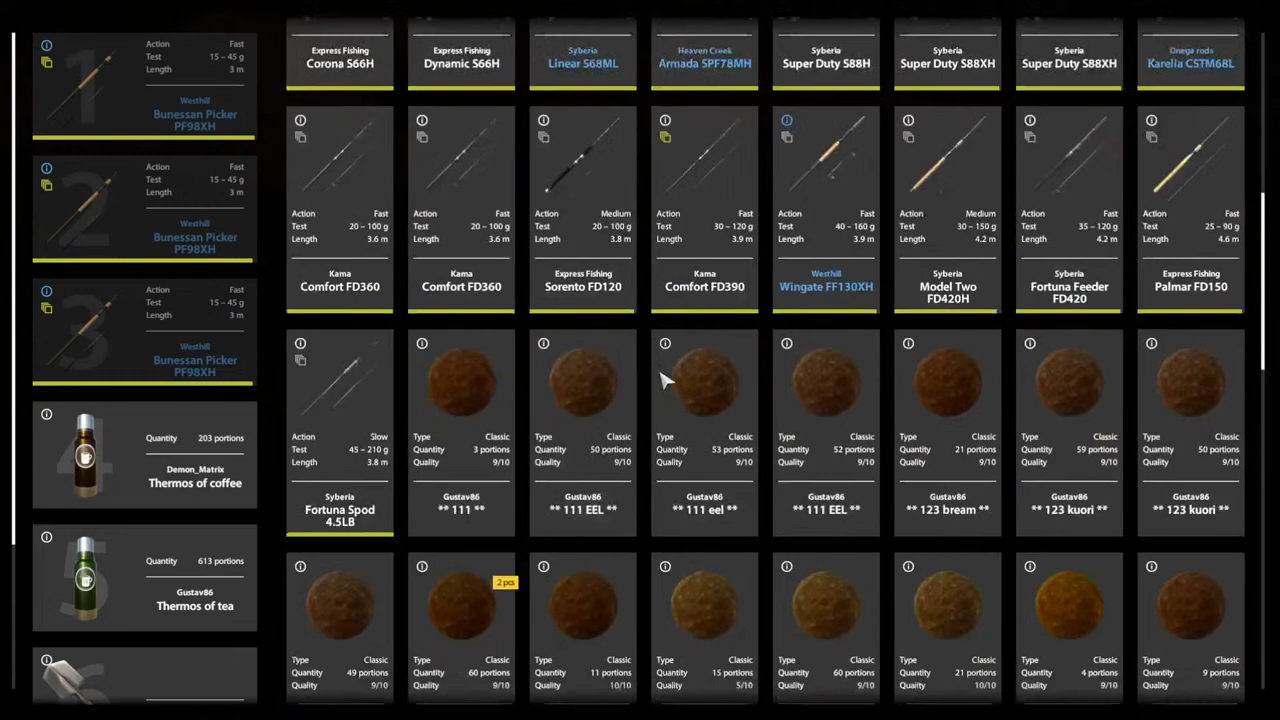 1
Action Fast
Test 15 – 45 g
Length 3 m
Westhill
Bunessan Picker
PF98XH
2
Action Fast
Test 15 – 45 g
Length 3 m
Westhill
Bunessan Picker
PF98XH
3
Action Fast
Test 15 – 45 g
Length 3 m
Westhill
Bunessan Picker
PF98XH
4
Quantity 203 portions
Demon_Matrix
Thermos of coffee
5
Quantity 613 portions
Gustav86
Thermos of tea
6
Express Fishing
Corona S66H
Express Fishing
Dynamic S66H
Syberia
Linear S68ML
Heaven Creek
Armada SPF78MH
Syberia
Super Duty S88H
Syberia
Super Duty S88XH
Syberia
Super Duty S88XH
Omega rods
Karelia CSTM68L
Action Fast
Test 20 – 100 g
Length 3.6 m
Kama
Comfort FD360
Action Fast
Test 20 – 100 g
Length 3.6 m
Kama
Comfort FD360
Action Medium
Test 20 – 100 g
Length 3.8 m
Express Fishing
Sorento FD120
Action Fast
Test 30 – 120 g
Length 3.9 m
Kama
Comfort FD390
Action Fast
Test 40 – 160 g
Length 3.9 m
Westhill
Wingate FF130XH
Action Medium
Test 30 – 150 g
Length 4.2 m
Syberia
Model Two
FD420H
Action Fast
Test 35 – 120 g
Length 4.2 m
Syberia
Fortuna Feeder
FD420
Action Fast
Test 25 – 90 g
Length 4.6 m
Express Fishing
Palmar FD150
Action Slow
Test 45 – 210 g
Length 3.8 m
Syberia
Fortuna Spod
4.5LB
Type Classic
Quantity 3 portions
Quality 9/10
Gustav86
** 111 **
Type Classic
Quantity 50 portions
Quality 9/10
Gustav86
** 111 EEL **
Type Classic
Quantity 53 portions
Quality 9/10
Gustav86
** 111 eel **
Type Classic
Quantity 52 portions
Quality 9/10
Gustav86
** 111 EEL **
Type Classic
Quantity 21 portions
Quality 9/10
Gustav86
** 123 bream **
Type Classic
Quantity 59 portions
Quality 9/10
Gustav86
** 123 kuori **
Type Classic
Quantity 50 portions
Quality 9/10
Gustav86
** 123 kuori **
Type Classic
Quantity 49 portions
Quality 9/10
2 pcs
Type Classic
Quantity 60 portions
Quality 9/10
Type Classic
Quantity 11 portions
Quality 10/10
Type Classic
Quantity 15 portions
Quality 5/10
Type Classic
Quantity 60 portions
Quality 9/10
Type Classic
Quantity 21 portions
Quality 10/10
Type Classic
Quantity 4 portions
Quality 9/10
Type Classic
Quantity 9 portions
Quality 9/10